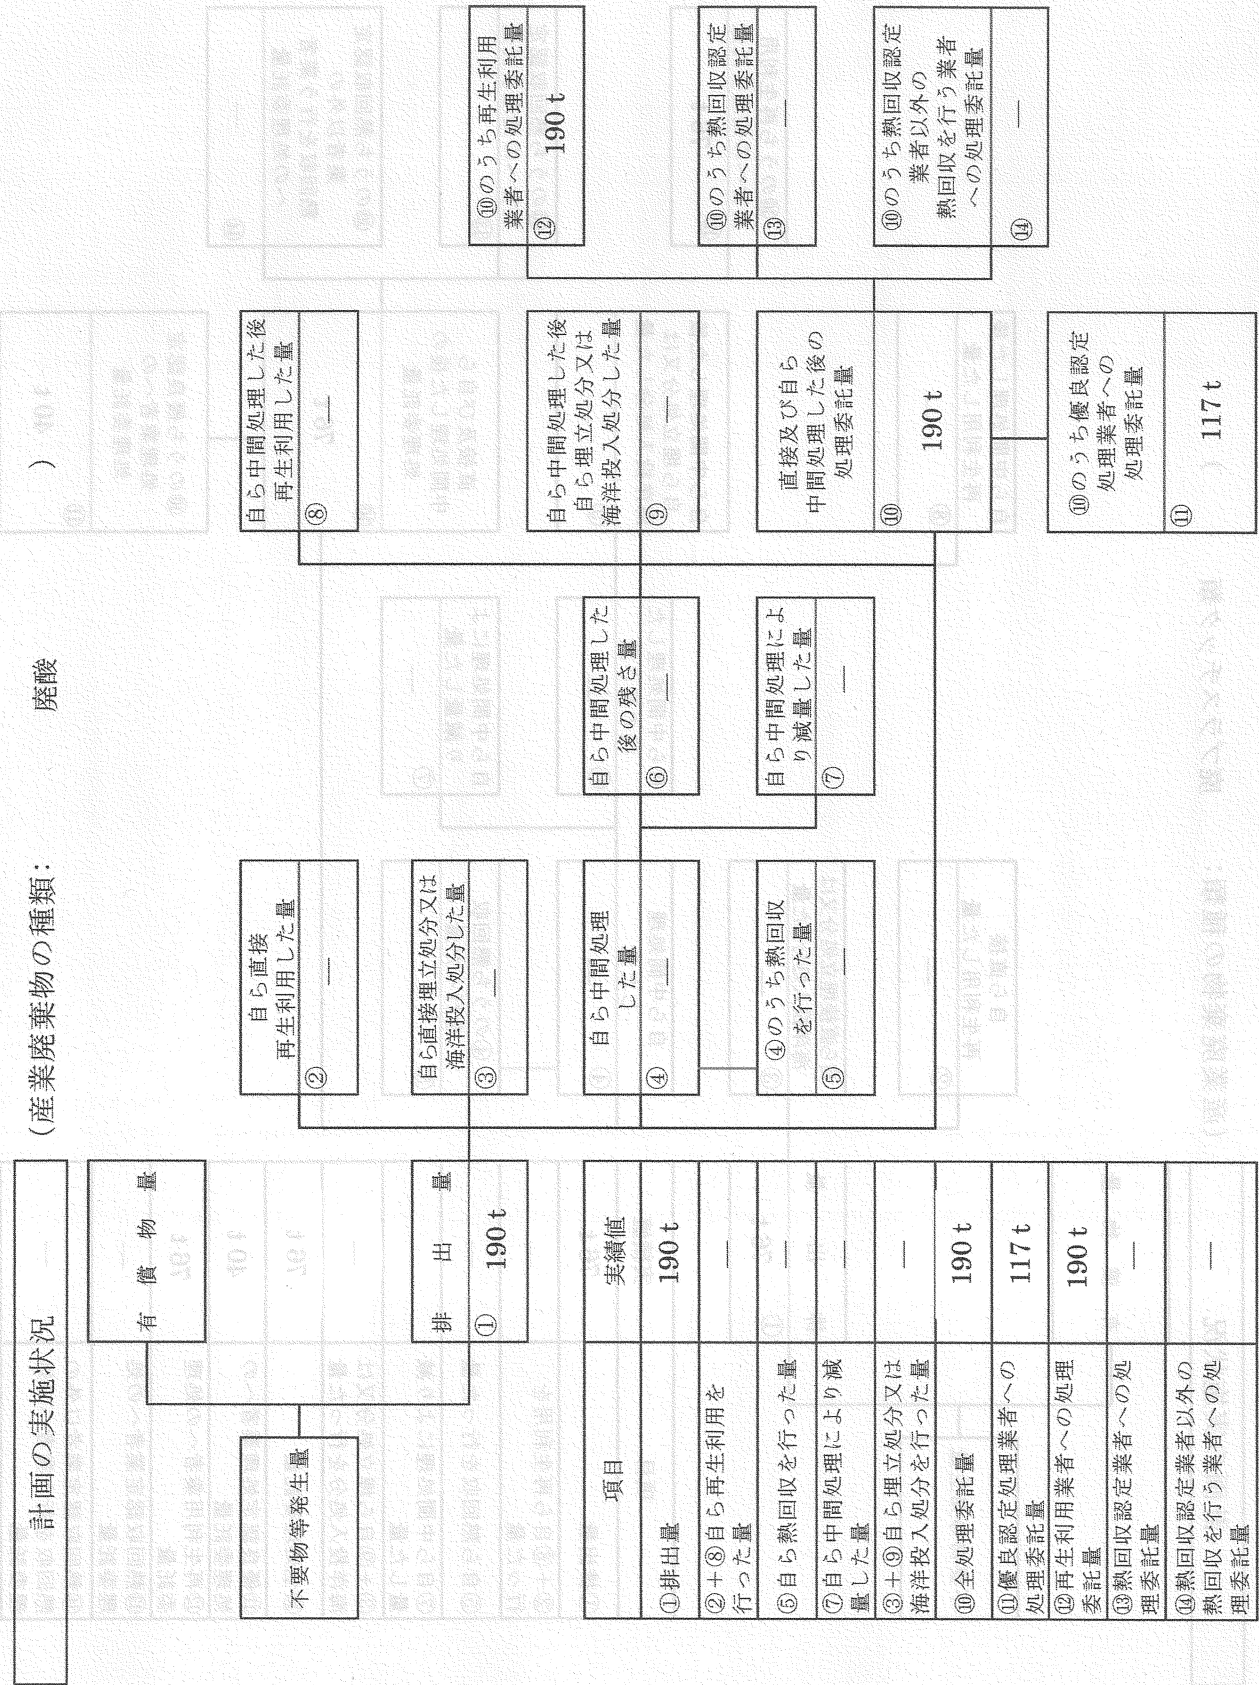 計画の実施状況
（産業廃棄物の種類： 廃酸 ）
有 償 物 量
不要物等発生量
排 出 量
① 190 t
自ら直接
再生利用した量
② ―
自ら直接埋立処分又は
海洋投入処分した量
③ ―
自ら中間処理
した量
④ ―
④のうち熱回収
を行った量
⑤ ―
自ら中間処理した
後の残さ量
⑥ ―
自ら中間処理によ
り減量した量
⑦ ―
自ら中間処理した後
再生利用した量
⑧ ―
自ら中間処理した後
自ら埋立処分又は
海洋投入処分した量
⑨ ―
直接及び自ら
中間処理した後の
処理委託量
⑩ 190 t
⑩のうち優良認定
処理業者への
処理委託量
⑪ 117 t
⑩のうち再生利用
業者への処理委託量
⑫ 190 t
⑩のうち熱回収認定
業者への処理委託量
⑬ ―
⑩のうち熱回収認定
業者以外の
熱回収を行う業者
への処理委託量
⑭ ―
項目 実績値
①排出量 190 t
②＋⑧自ら再生利用を
行った量 ―
⑤自ら熱回収を行った量 ―
⑦自ら中間処理により減
量した量 ―
③＋⑨自ら埋立処分又は
海洋投入処分を行った量 ―
⑩全処理委託量 190 t
⑪優良認定処理業者への
処理委託量 117 t
⑫再生利用業者への処理
委託量 190 t
⑬熱回収認定業者への処
理委託量 ―
⑭熱回収認定業者以外の
熱回収を行う業者への処
理委託量 ―